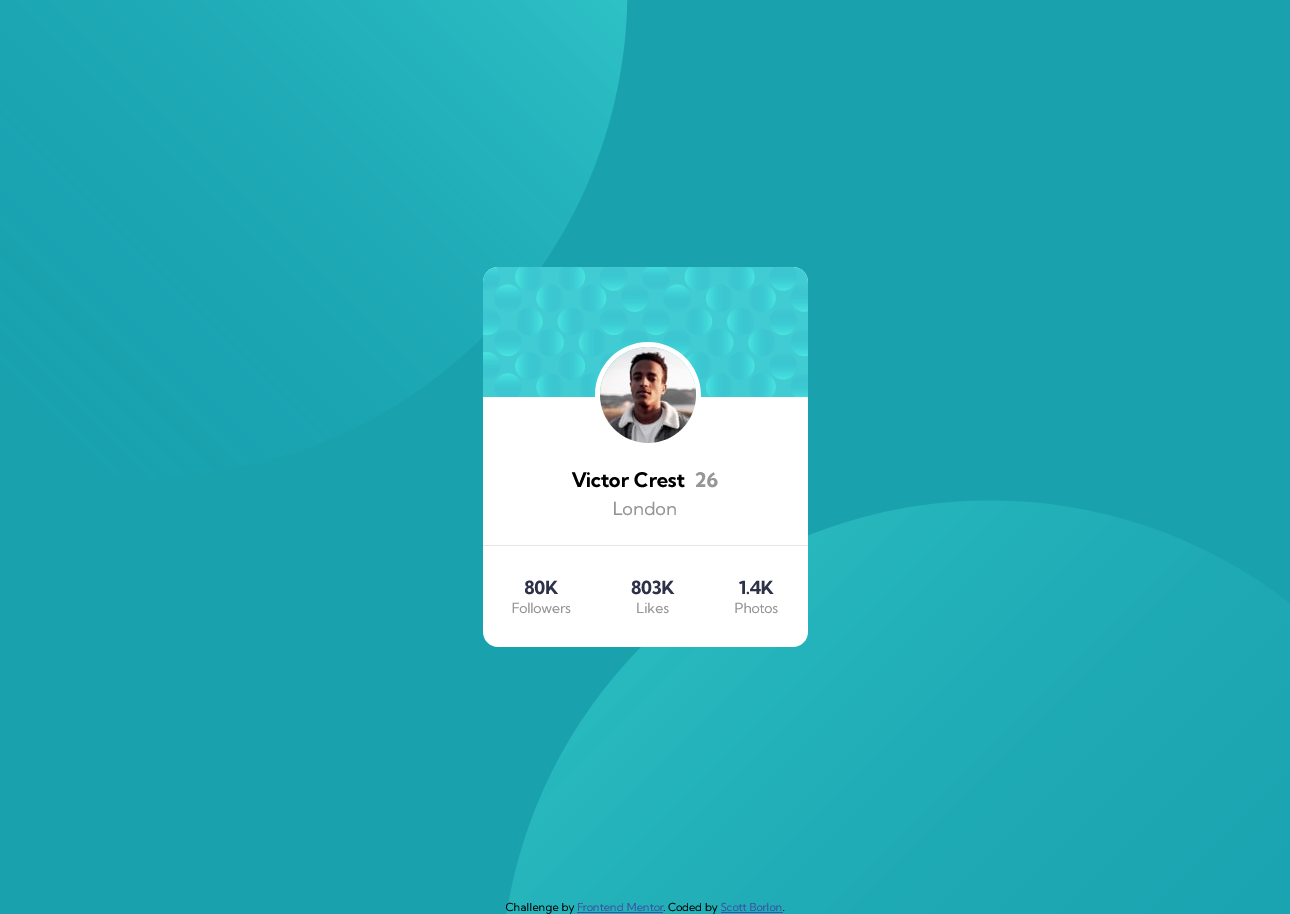 Victor Crest 26
London
80K 803K 1.4K
Followers Likes Photos
Challenge by Frontend Mentor. Coded by Scott Borlon.